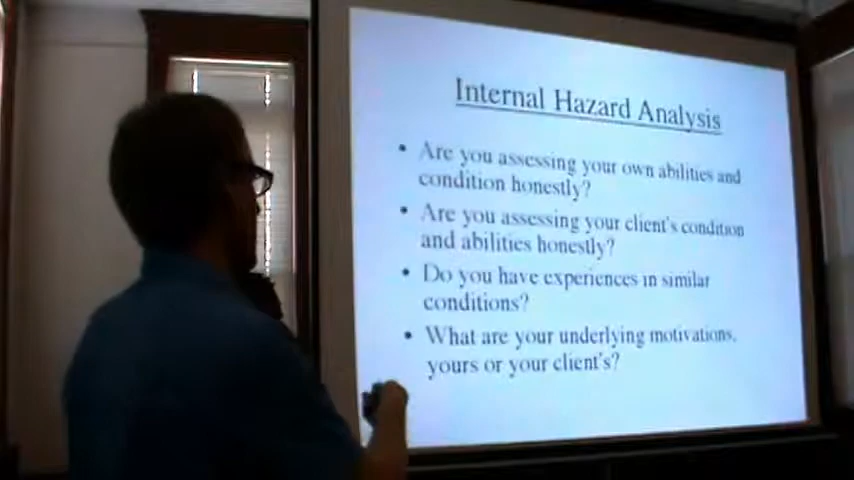 Internal Hazard Analysis
• Are you assessing your own abilities and
condition honestly?
• Are you assessing your client's condition
and abilities honestly?
• Do you have experiences in similar
conditions?
• What are your underlying motivations,
yours or your client's?